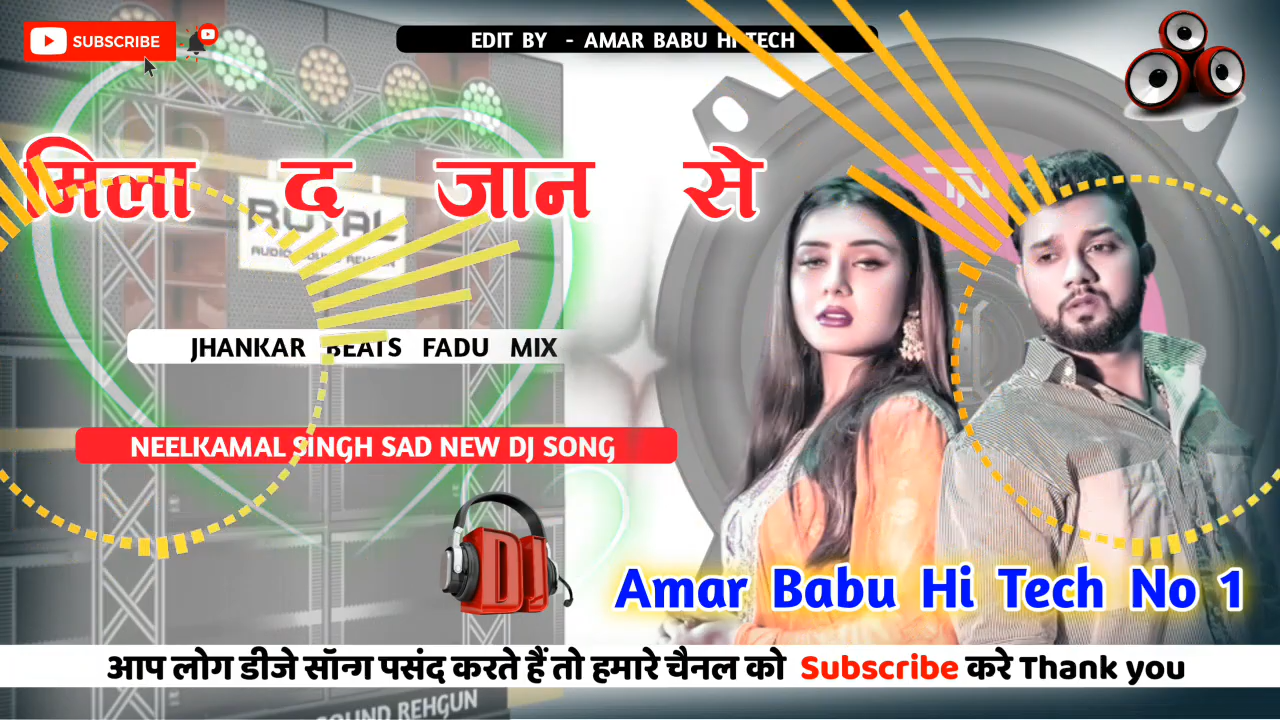 SUBSCRIBE
EDIT BY - AMAR BABU HI TECH
मिला द जान से
ROYAL
JHANKAR BEATS FADU MIX
NEELKAMAL SINGH SAD NEW DJ SONG
DJ
Amar Babu Hi Tech No 1
आप लोग डीजे सॉन्ग पसंद करते हैं तो हमारे चैनल को Subscribe करे Thank you
SOUND REHGUN